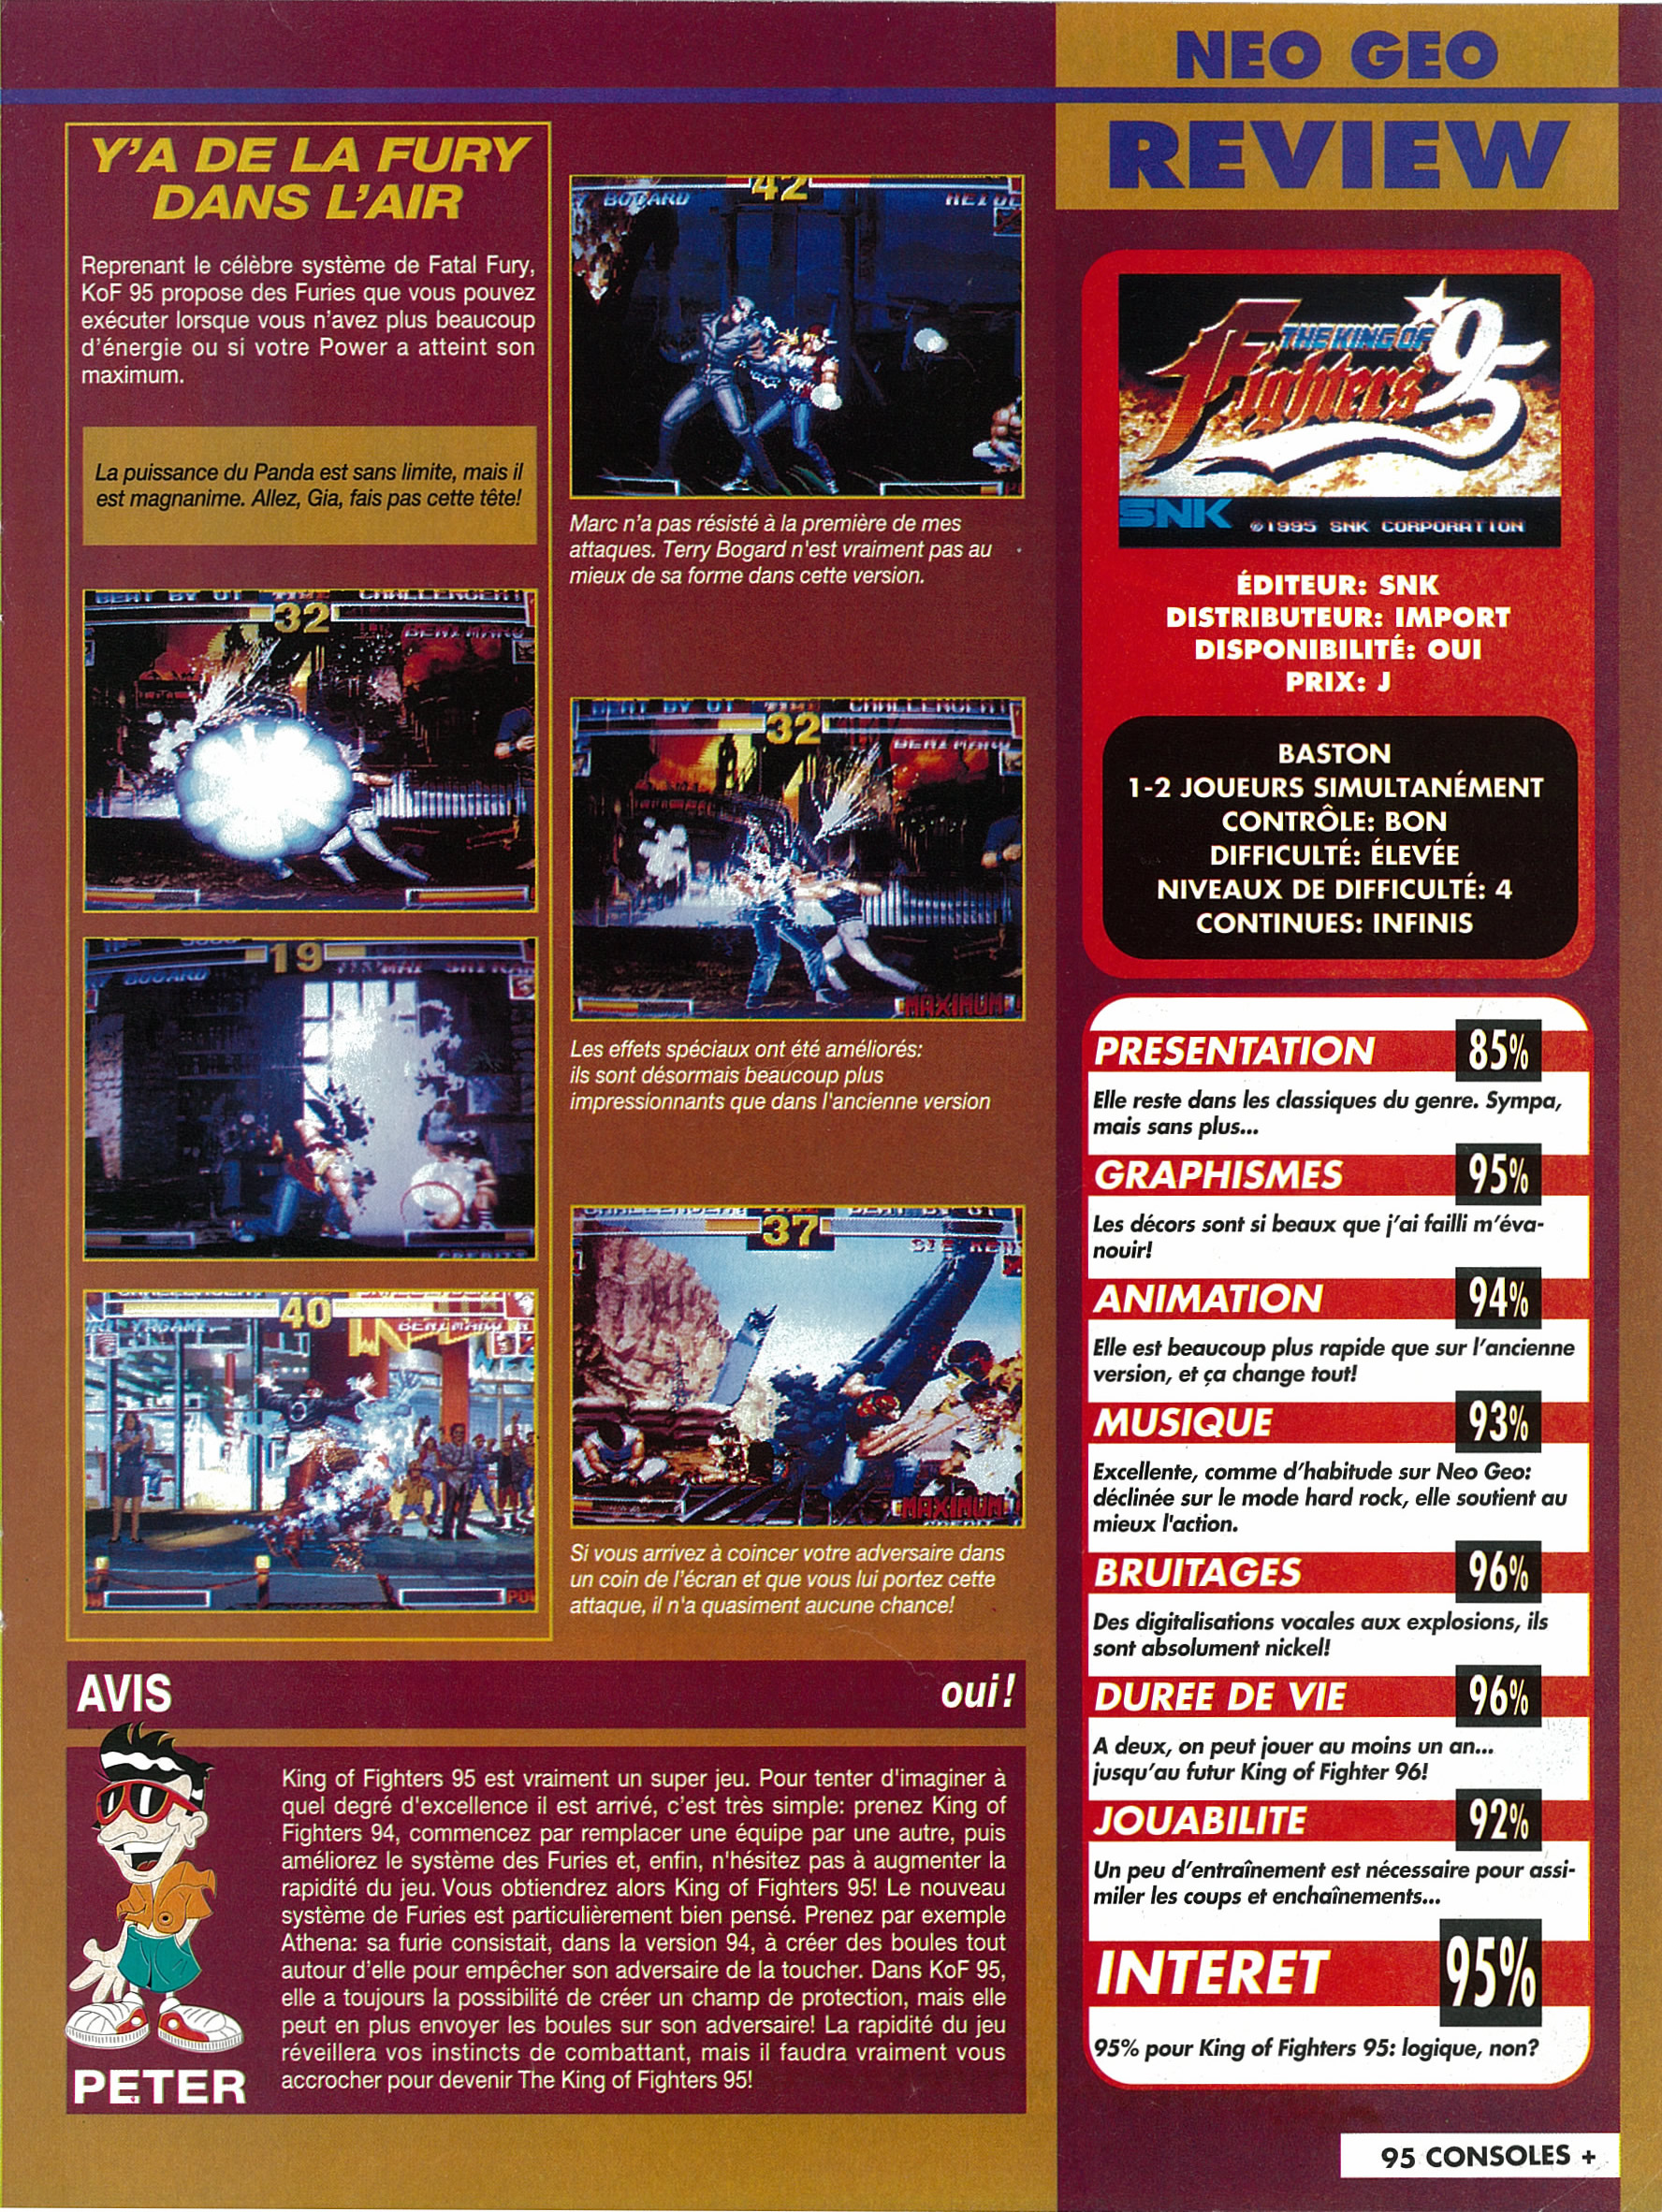 NEO GEO
REVIEW
Y'A DE LA FURY
DANS L'AIR
Reprenant le célèbre système de Fatal Fury,
KoF 95 propose des Furies que vous pouvez
exécuter lorsque vous n'avez plus beaucoup
d'énergie ou si votre Power a atteint son
maximum.
La puissance du Panda est sans limite, mais il
est magnanime. Allez, Gia, fais pas cette tête!
32
BENIMARU
19
BOGARD
40
BENIMARU
42
BOGARD
Marc n'a pas résisté à la première de mes
attaques. Terry Bogard n'est vraiment pas au
mieux de sa forme dans cette version.
32
BENIMARU
MAXIMUM
Les effets spéciaux ont été améliorés:
ils sont désormais beaucoup plus
impressionnants que dans l'ancienne version
37
MAXIMUM
Si vous arrivez à coincer votre adversaire dans
un coin de l'écran et que vous lui portez cette
attaque, il n'a quasiment aucune chance!
AVIS
oui!
PETER
King of Fighters 95 est vraiment un super jeu. Pour tenter d'imaginer à
quel degré d'excellence il est arrivé, c'est très simple: prenez King of
Fighters 94, commencez par remplacer une équipe par une autre, puis
améliorez le système des Furies et, enfin, n'hésitez pas à augmenter la
rapidité du jeu. Vous obtiendrez alors King of Fighters 95! Le nouveau
système de Furies est particulièrement bien pensé. Prenez par exemple
Athena: sa furie consistait, dans la version 94, à créer des boules tout
autour d'elle pour empêcher son adversaire de la toucher. Dans KoF 95,
elle a toujours la possibilité de créer un champ de protection, mais elle
peut en plus envoyer les boules sur son adversaire! La rapidité du jeu
réveillera vos instincts de combattant, mais il faudra vraiment vous
accrocher pour devenir The King of Fighters 95!
THE KING OF
Fighters '95
SNK ©1995 SNK CORPORATION
ÉDITEUR: SNK
DISTRIBUTEUR: IMPORT
DISPONIBILITÉ: OUI
PRIX: J
BASTON
1-2 JOUEURS SIMULTANÉMENT
CONTRÔLE: BON
DIFFICULTÉ: ÉLEVÉE
NIVEAUX DE DIFFICULTÉ: 4
CONTINUES: INFINIS
PRESENTATION 85%
Elle reste dans les classiques du genre. Sympa,
mais sans plus...
GRAPHISMES 95%
Les décors sont si beaux que j'ai failli m'éva-
nouir!
ANIMATION 94%
Elle est beaucoup plus rapide que sur l'ancienne
version, et ça change tout!
MUSIQUE 93%
Excellente, comme d'habitude sur Neo Geo:
déclinée sur le mode hard rock, elle soutient au
mieux l'action.
BRUITAGES 96%
Des digitalisations vocales aux explosions, ils
sont absolument nickel!
DUREE DE VIE 96%
A deux, on peut jouer au moins un an...
jusqu'au futur King of Fighter 96!
JOUABILITE 92%
Un peu d'entraînement est nécessaire pour assi-
miler les coups et enchaînements...
INTERET 95%
95% pour King of Fighters 95: logique, non?
95 CONSOLES +